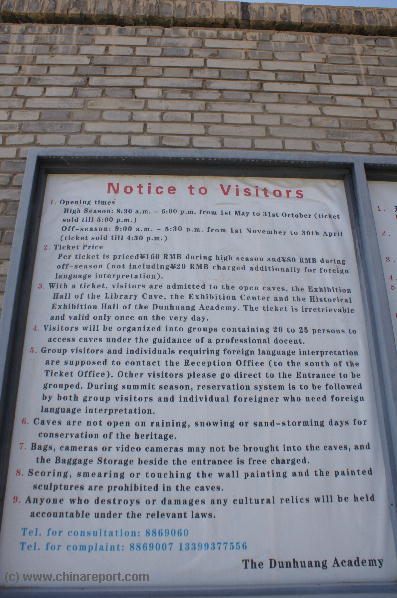 Notice to Visitors
1. Opening times
High Season: 8:30 a.m. - 6:00 p.m. from 1st May to 31st October (ticket
sold till 5:00 p.m.)
Off-season: 9:00 a.m. - 5:30 p.m. from 1st November to 30th April
(ticket sold till 4:30 p.m.)
2. Ticket Price
Per ticket is priced¥160 RMB during high season and¥80 RMB during
off-season (not including¥20 RMB charged additionally for foreign
language interpretation).
3. With a ticket, visitors are admitted to the open caves, the Exhibition
Hall of the Library Cave, the Exhibition Center and the Historical
Exhibition Hall of the Dunhuang Academy. The ticket is irretrievable
and valid only once on the very day.
4. Visitors will be organized into groups containing 20 to 25 persons to
access caves under the guidance of a professional docent.
5. Group visitors and individuals requiring foreign language interpretation
are supposed to contact the Reception Office (to the south of the
Ticket Office). Other visitors please go direct to the Entrance to be
grouped. During summit season, reservation system is to be followed
by both group visitors and individual foreigner who need foreign
language interpretation.
6. Caves are not open on raining, snowing or sand-storming days for
conservation of the heritage.
7. Bags, cameras or video cameras may not be brought into the caves, and
the Baggage Storage beside the entrance is free charged.
8. Scoring, smearing or touching the wall painting and the painted
sculptures are prohibited in the caves.
9. Anyone who destroys or damages any cultural relics will be held
accountable under the relevant laws.
Tel. for consultation: 8869060
Tel. for complaint: 8869007 13399377556
The Dunhuang Academy
(c) www.chinareport.com